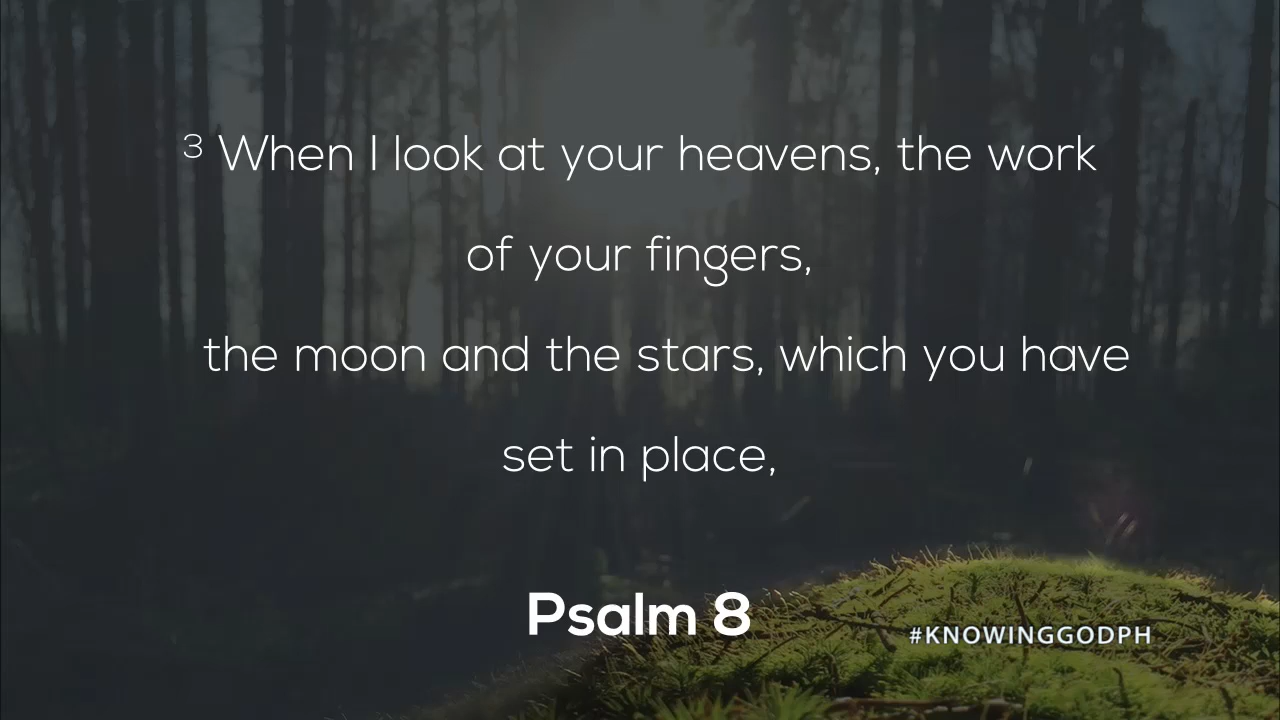 3 When I look at your heavens, the work
of your fingers,
the moon and the stars, which you have
set in place,
Psalm 8
#KNOWINGGODPH